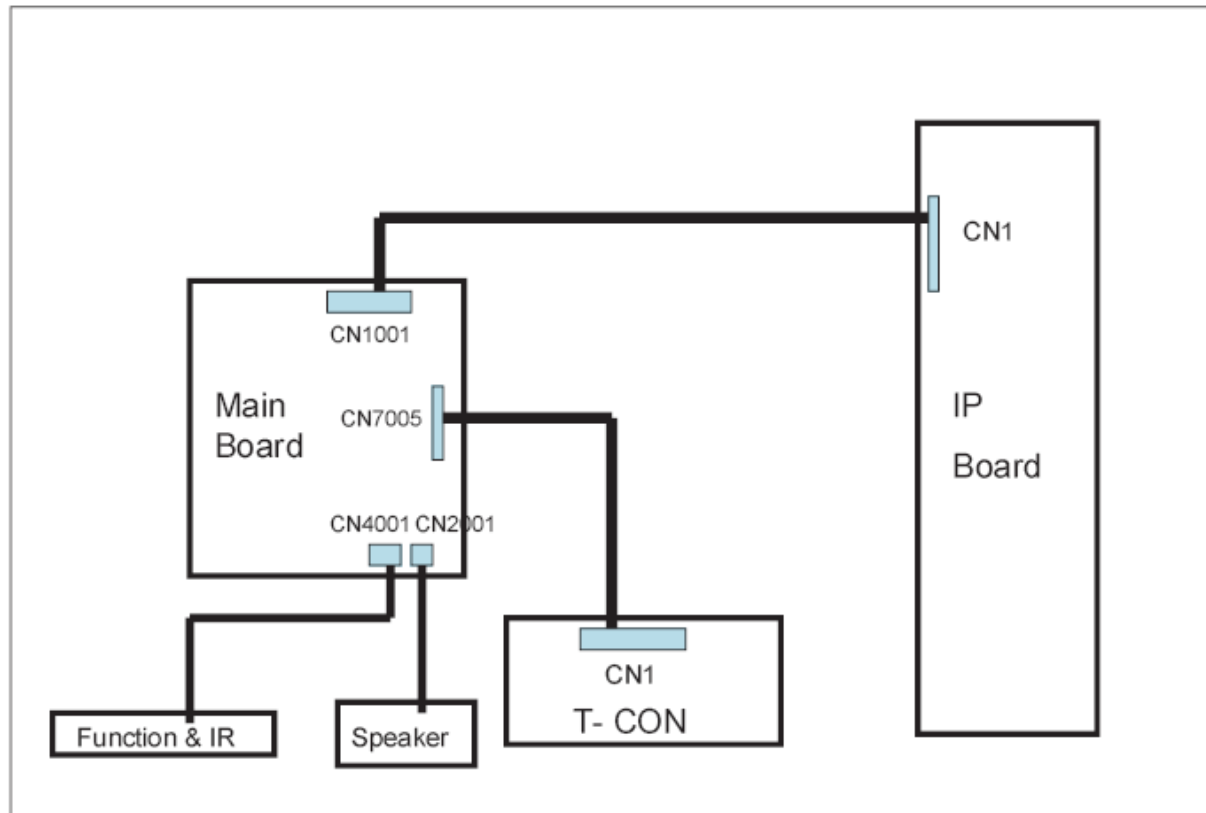 CN1
CN1001
Main
Board
CN7005
IP
Board
CN4001 CN2001
CN1
T- CON
Function & IR
Speaker